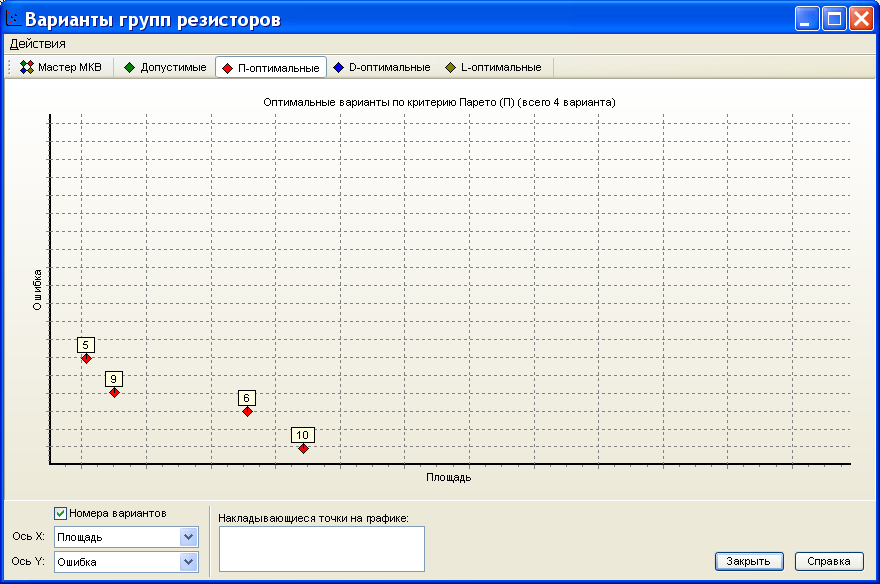 Варианты групп резисторов
Действия
Мастер МКВ Допустимые П-оптимальные D-оптимальные L-оптимальные
Оптимальные варианты по критерию Парето (П) (всего 4 варианта)
Ошибка
5
9
6
10
Площадь
Номера вариантов
Накладывающиеся точки на графике:
Ось X: Площадь
Ось Y: Ошибка
Закрыть Справка